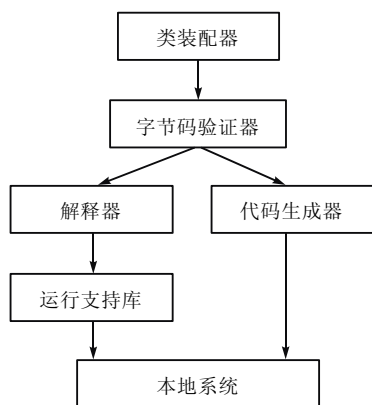 类装配器
字节码验证器
解释器
代码生成器
运行支持库
本地系统